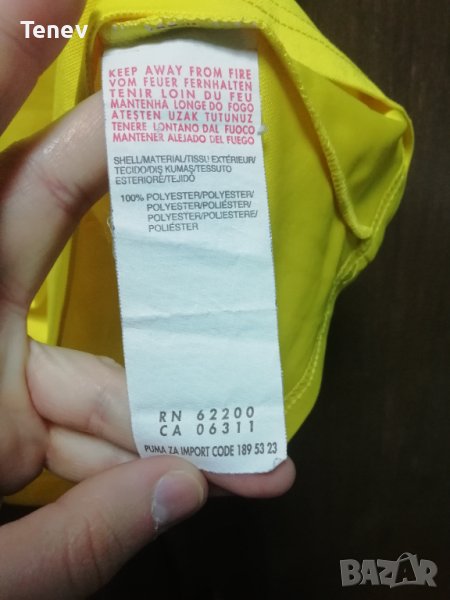 Tenev
KEEP AWAY FROM FIRE
VOM FEUER FERNHALTEN
TENIR LOIN DU FEU
MANTENHA LONGE DO FOGO
ATEŞTEN UZAK TUTUNUZ
TENERE LONTANO DAL FUOCO
MANTENER ALEJADO DEL FUEGO
SHELL/MATERIAL/TISSU EXTÉRIEUR/
TECIDO/DIŞ KUMAŞ/TESSUTO
ESTERIORE/TEJIDO
100% POLYESTER/POLYESTER/
POLYESTER/POLIÉSTER/
POLYESTER/POLIESTERE/
POLIÉSTER
RN 62200
CA 06311
PUMA ZA IMPORT CODE 189 53 23
BAZAR